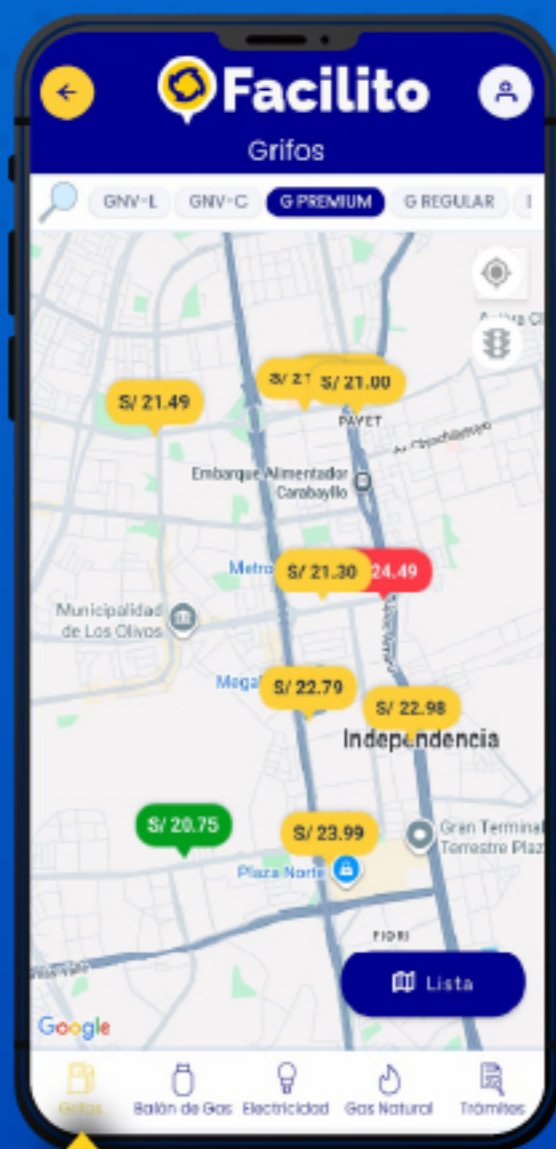 Facilito
Grifos
GNV-L
GNV-C
G PREMIUM
G REGULAR
S/ 21.49
S/ 21
S/ 21.00
PAYET
Embarque Alimentador
Carabayllo
Metro
S/ 21.30
24.49
Municipalidad
de Los Olivos
Mega
S/ 22.79
S/ 22.98
Independencia
S/ 20.75
S/ 23.99
Gran Terminal
Terrestre Plaz
Plaza Norte
FIORI
Lista
Google
Grifos
Balón de Gas
Electricidad
Gas Natural
Trámites